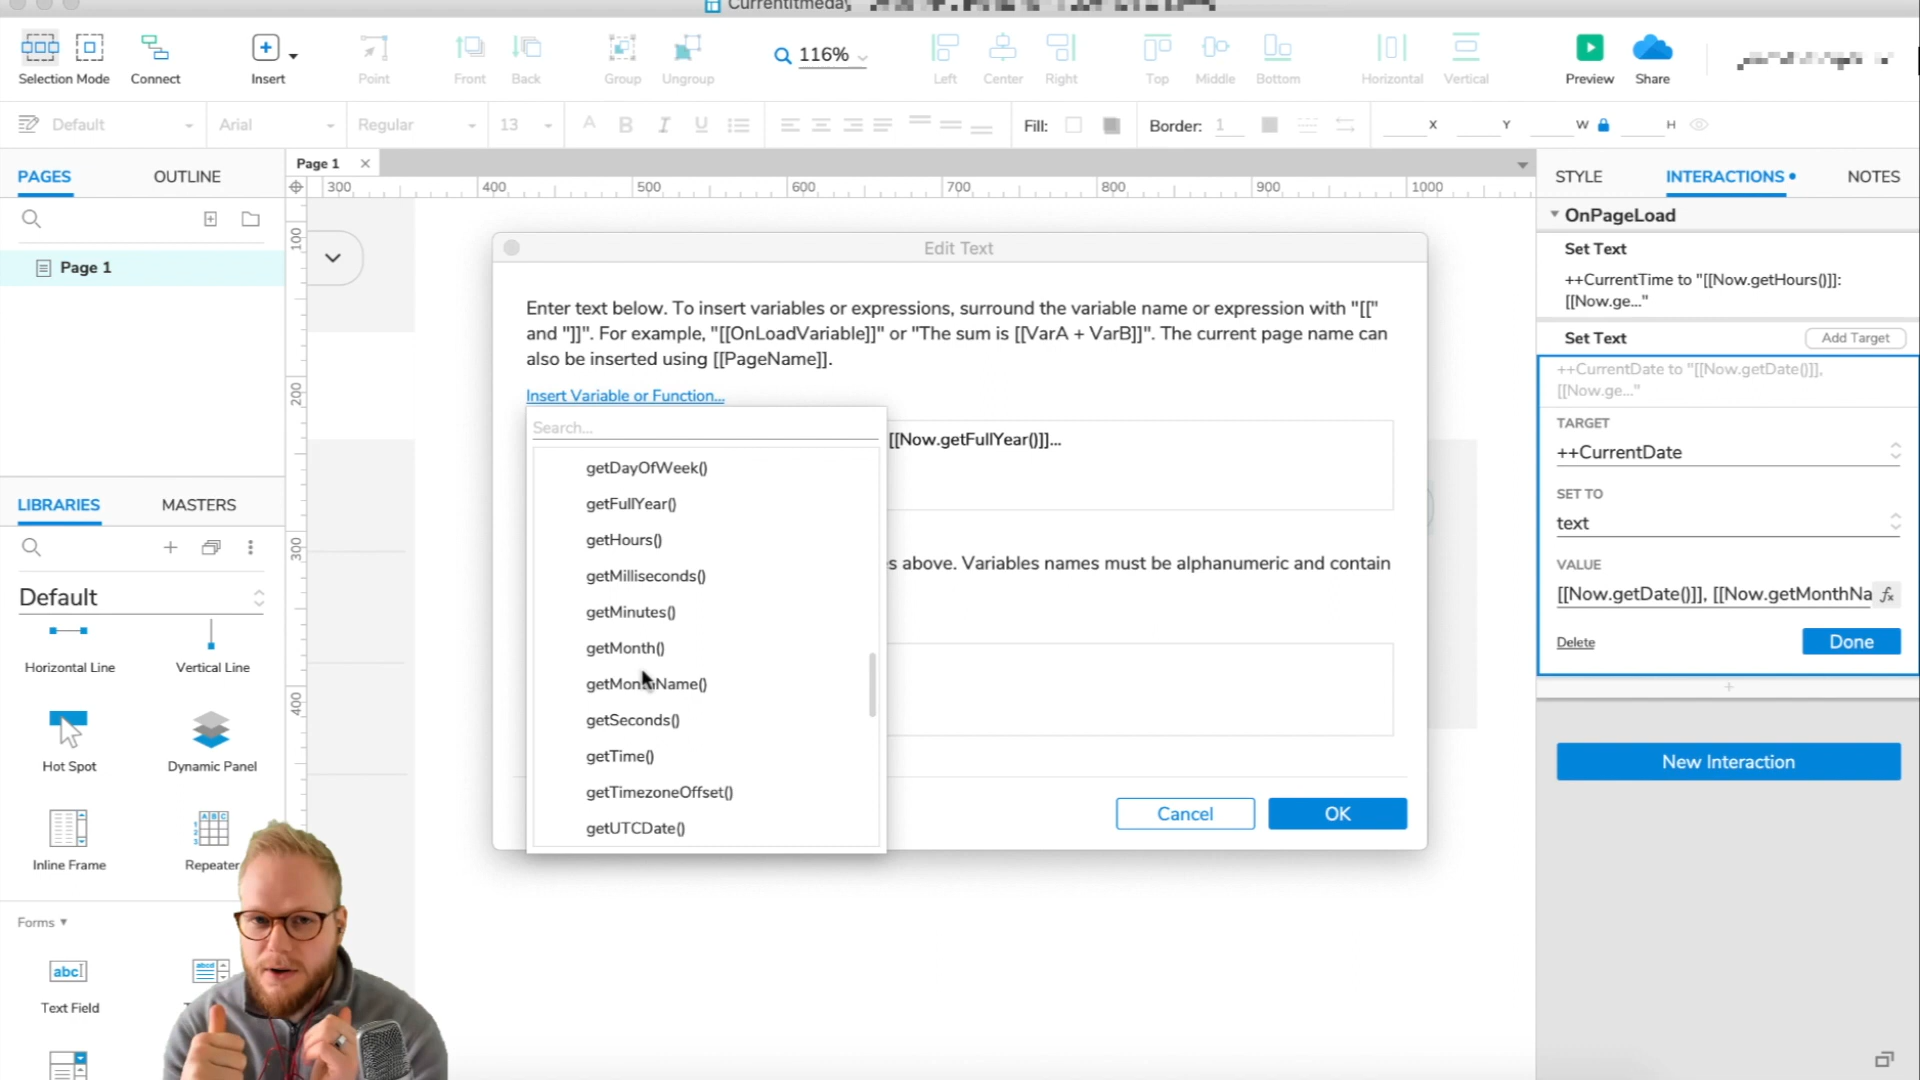 Selection Mode
Connect
Insert
Point
Front
Back
Group
Ungroup
116%
Left
Center
Right
Top
Middle
Bottom
Horizontal
Vertical
Preview
Share
Default
Arial
Regular
13
Fill:
Border: 1
X
Y
W
H
PAGES
OUTLINE
Page 1
Page 1
300
400
500
600
700
800
900
1000
100
200
300
400
LIBRARIES
MASTERS
Default
Horizontal Line
Vertical Line
Hot Spot
Dynamic Panel
Inline Frame
Repeater
Forms
abc
Text Field
Edit Text
Enter text below. To insert variables or expressions, surround the variable name or expression with "[["
and "]]". For example, "[[OnLoadVariable]]" or "The sum is [[VarA + VarB]]". The current page name can
also be inserted using [[PageName]].
Insert Variable or Function...
Search...
getDayOfWeek()
getFullYear()
getHours()
getMilliseconds()
getMinutes()
getMonth()
getMonthName()
getSeconds()
getTime()
getTimezoneOffset()
getUTCDate()
[[Now.getFullYear()]]...
s above. Variables names must be alphanumeric and contain
Cancel
OK
STYLE
INTERACTIONS
NOTES
OnPageLoad
Set Text
++CurrentTime to "[[Now.getHours()]]:
[[Now.ge..."
Set Text
Add Target
++CurrentDate to "[[Now.getDate()]],
[[Now.ge..."
TARGET
++CurrentDate
SET TO
text
VALUE
[[Now.getDate()]], [[Now.getMonthNa
fx
Delete
Done
New Interaction